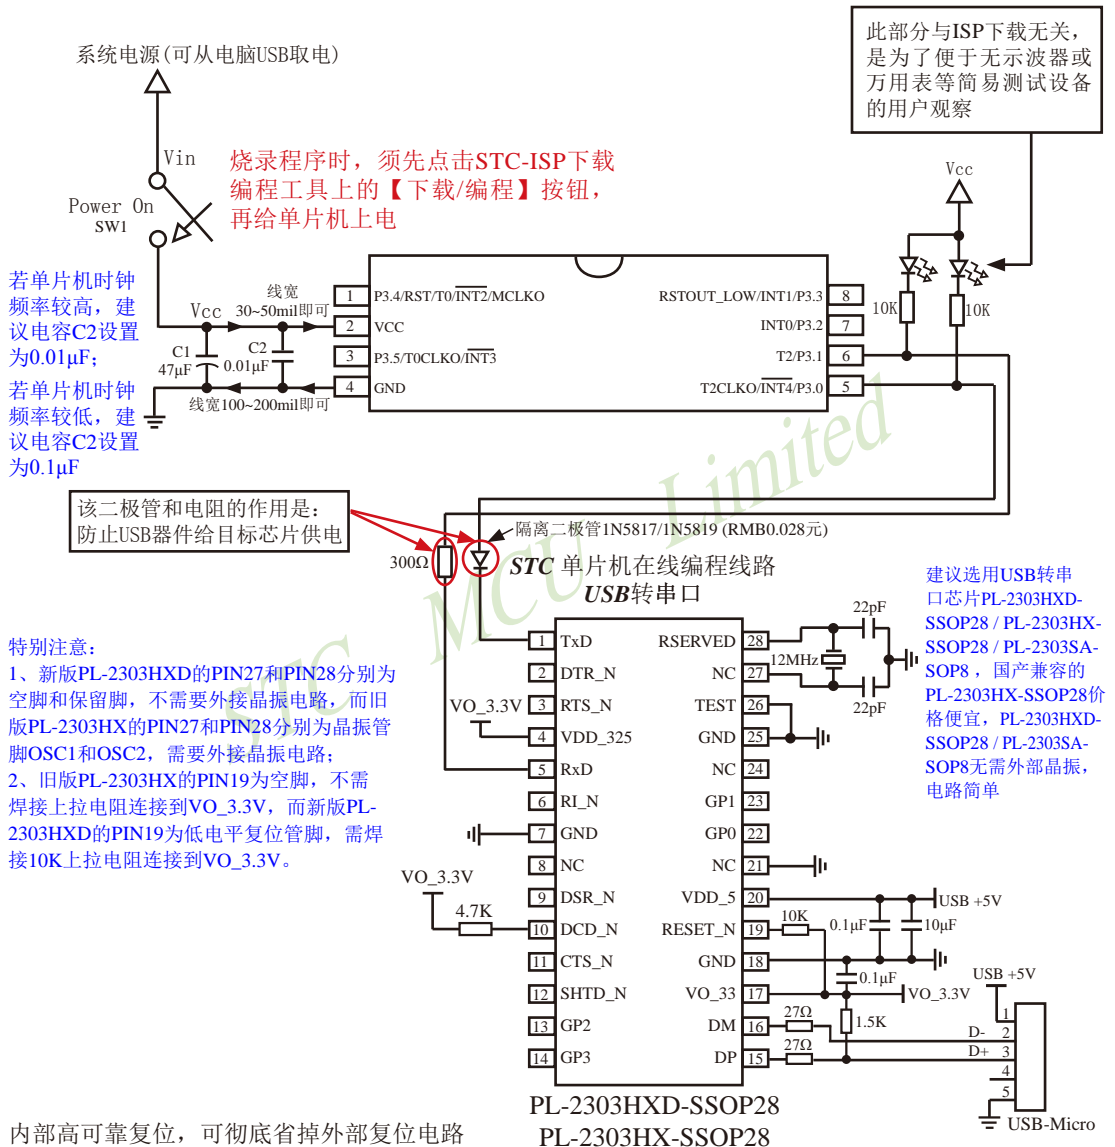 系统电源(可从电脑USB取电)
此部分与ISP下载无关，
是为了便于无示波器或
万用表等简易测试设备
的用户观察
Vin
烧录程序时，须先点击STC-ISP下载
编程工具上的【下载/编程】按钮，
再给单片机上电
Power On
SW1
Vcc
若单片机时钟
频率较高，建
议电容C2设置
为0.01μF；
若单片机时钟
频率较低，建
议电容C2设置
为0.1μF
Vcc
线宽
30~50mil即可
C1
47μF
C2
0.01μF
线宽100~200mil即可
1 P3.4/RST/T0/INT2/MCLKO
2 VCC
3 P3.5/T0CLKO/INT3
4 GND
RSTOUT_LOW/INT1/P3.3 8
INT0/P3.2 7
T2/P3.1 6
T2CLKO/INT4/P3.0 5
10K
10K
该二极管和电阻的作用是：
防止USB器件给目标芯片供电
300Ω
隔离二极管1N5817/1N5819 (RMB0.028元)
STC 单片机在线编程线路
USB转串口
STC MCU Limited
建议选用USB转串
口芯片PL-2303HXD-
SSOP28 / PL-2303HX-
SSOP28 / PL-2303SA-
SOP8 ，国产兼容的
PL-2303HX-SSOP28价
格便宜，PL-2303HXD-
SSOP28 / PL-2303SA-
SOP8无需外部晶振，
电路简单
特别注意：
1、新版PL-2303HXD的PIN27和PIN28分别为
空脚和保留脚，不需要外接晶振电路，而旧
版PL-2303HX的PIN27和PIN28分别为晶振管
脚OSC1和OSC2，需要外接晶振电路；
2、旧版PL-2303HX的PIN19为空脚，不需
焊接上拉电阻连接到VO_3.3V，而新版PL-
2303HXD的PIN19为低电平复位管脚，需焊
接10K上拉电阻连接到VO_3.3V。
VO_3.3V
VO_3.3V
4.7K
1 TxD
2 DTR_N
3 RTS_N
4 VDD_325
5 RxD
6 RI_N
7 GND
8 NC
9 DSR_N
10 DCD_N
11 CTS_N
12 SHTD_N
13 GP2
14 GP3
RSERVED 28
NC 27
TEST 26
GND 25
NC 24
GP1 23
GP0 22
NC 21
VDD_5 20
RESET_N 19
GND 18
VO_33 17
DM 16
DP 15
22pF
12MHz
22pF
USB +5V
10K
0.1μF
10μF
0.1μF
VO_3.3V
27Ω
27Ω
1.5K
USB +5V
1
D- 2
D+ 3
4
5
USB-Micro
PL-2303HXD-SSOP28
PL-2303HX-SSOP28
内部高可靠复位，可彻底省掉外部复位电路